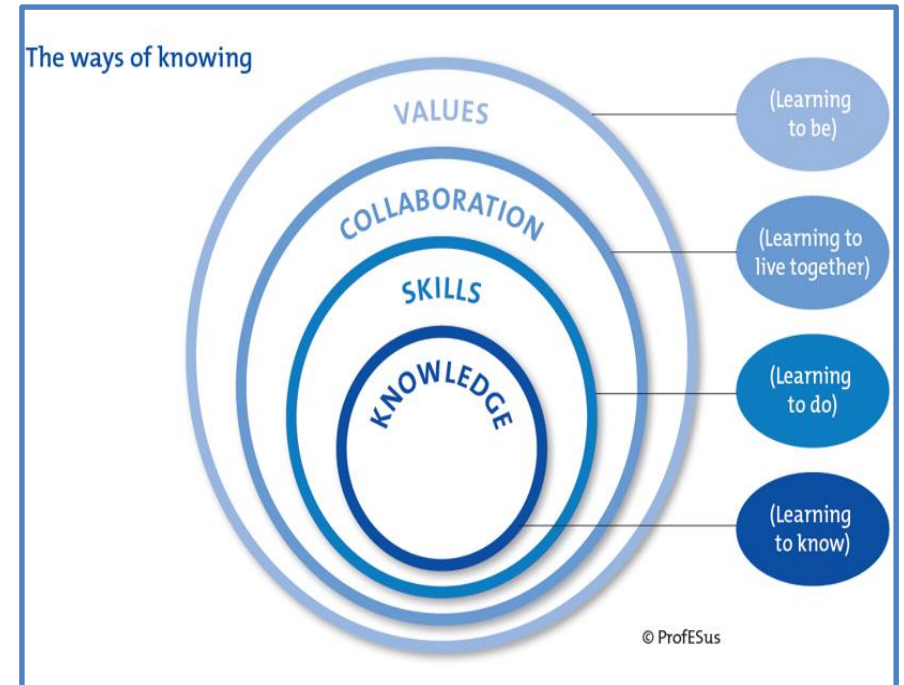 The ways of knowing
VALUES
(Learning
to be)
COLLABORATION
(Learning to
live together)
SKILLS
(Learning
to do)
KNOWLEDGE
(Learning
to know)
© ProfESus